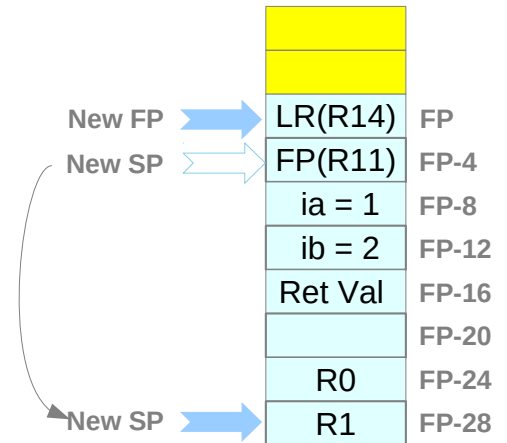 New FP LR(R14) FP
New SP FP(R11) FP-4
ia = 1 FP-8
ib = 2 FP-12
Ret Val FP-16
FP-20
R0 FP-24
New SP R1 FP-28